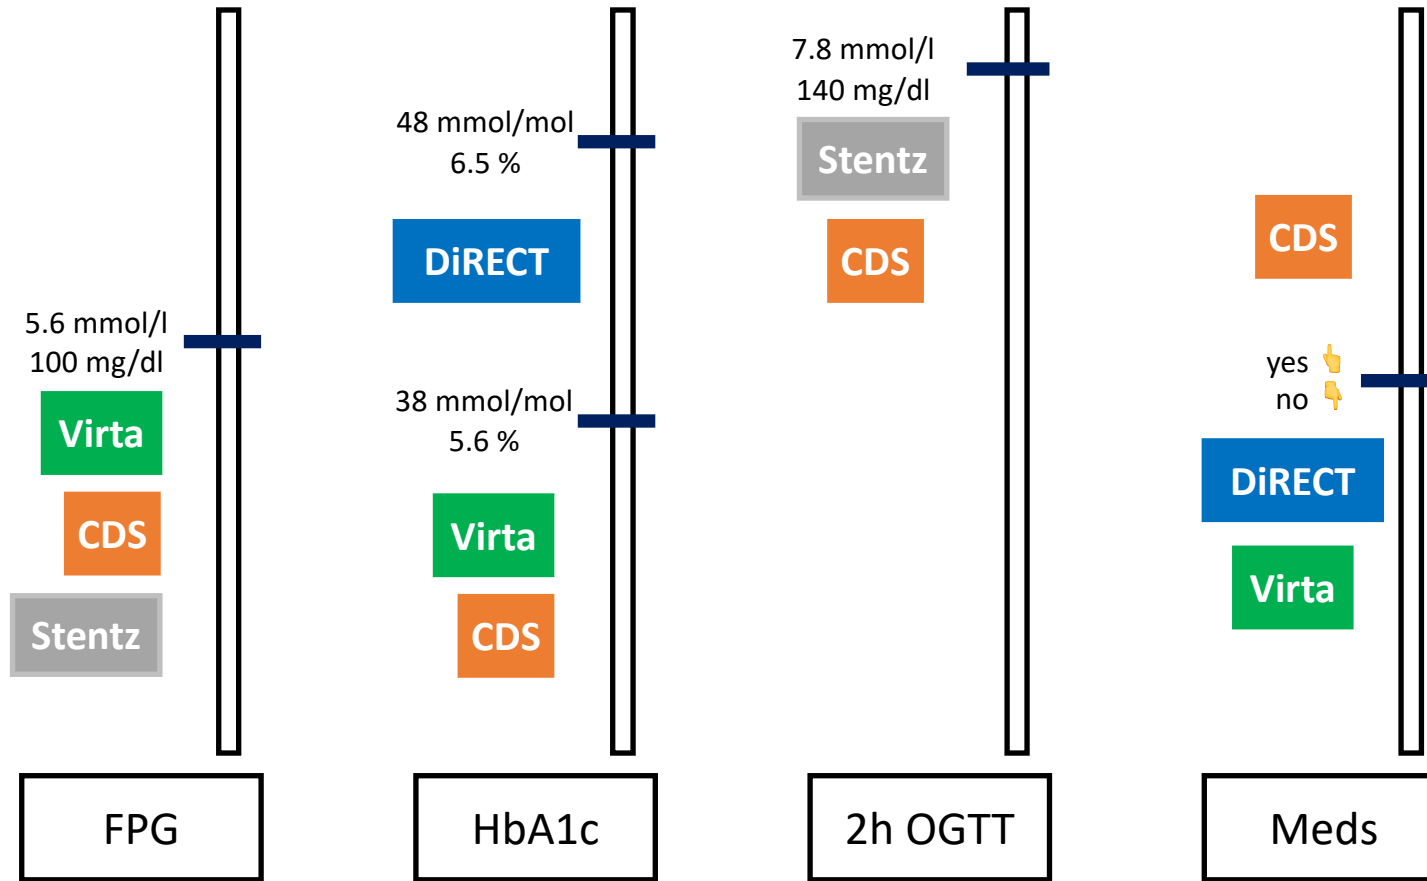 5.6 mmol/l
100 mg/dl
Virta
CDS
Stentz
FPG
48 mmol/mol
6.5 %
DiRECT
38 mmol/mol
5.6 %
Virta
CDS
HbA1c
7.8 mmol/l
140 mg/dl
Stentz
CDS
2h OGTT
CDS
yes 👆
no 👇
DiRECT
Virta
Meds